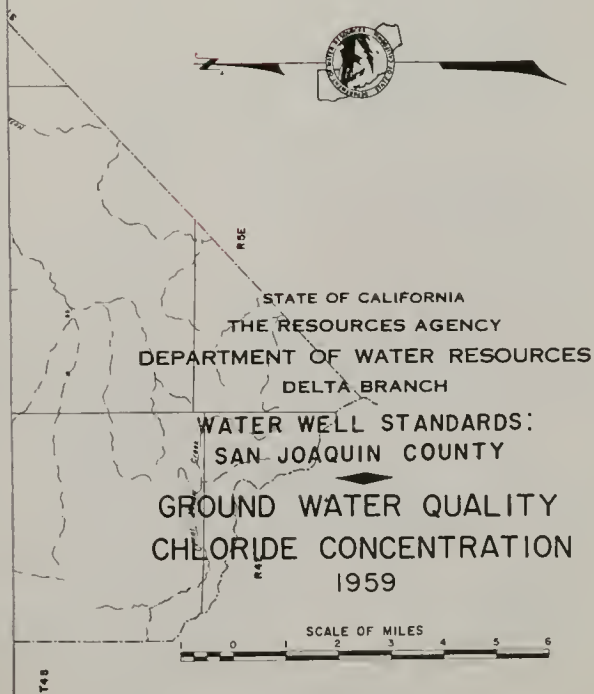 R5E
STATE OF CALIFORNIA
THE RESOURCES AGENCY
DEPARTMENT OF WATER RESOURCES
DELTA BRANCH
WATER WELL STANDARDS:
SAN JOAQUIN COUNTY
GROUND WATER QUALITY
CHLORIDE CONCENTRATION
1959
R4E
SCALE OF MILES
1 0 1 2 3 4 5 6
T4S